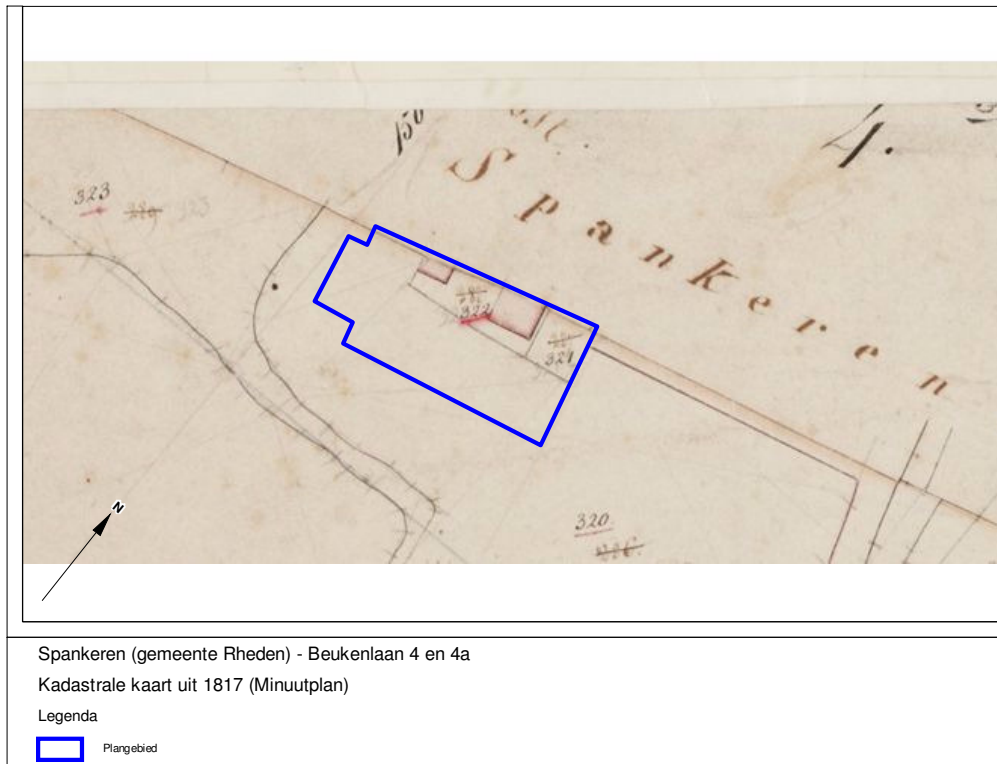 150
4.
Spankeren
323
322
321
320
N
Spankeren (gemeente Rheden) - Beukenlaan 4 en 4a
Kadastrale kaart uit 1817 (Minuutplan)
Legenda
Plangebied